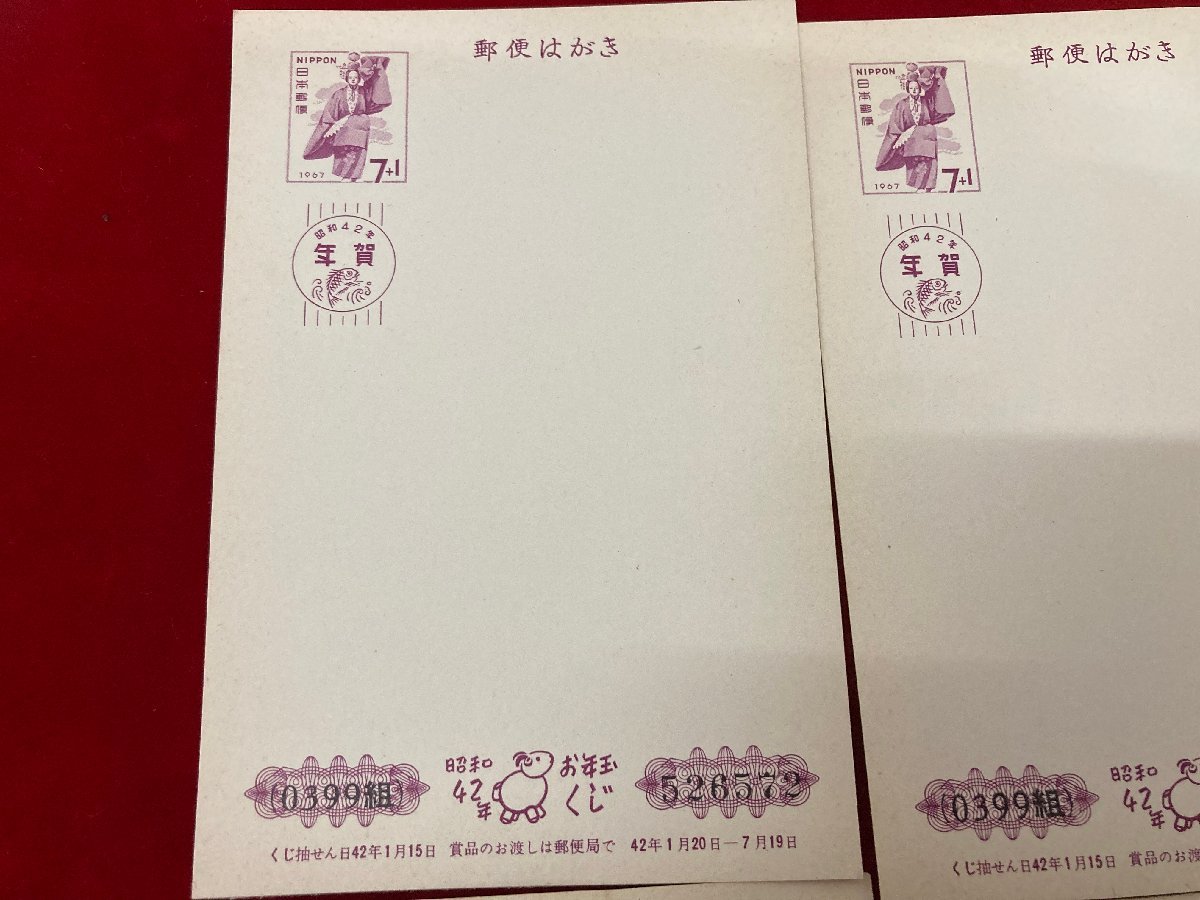 郵便はがき
NIPPON
日本郵便
1967
7+1
昭和42年
年賀
(0399組)
昭和
42年
お年玉
くじ
526572
くじ抽せん日42年1月15日 賞品のお渡しは郵便局で 42年1月20日—7月19日
郵便はがき
NIPPON
日本郵便
1967
7+1
昭和42年
年賀
(0399組)
昭和
42年
くじ抽せん日42年1月15日 賞品のお渡